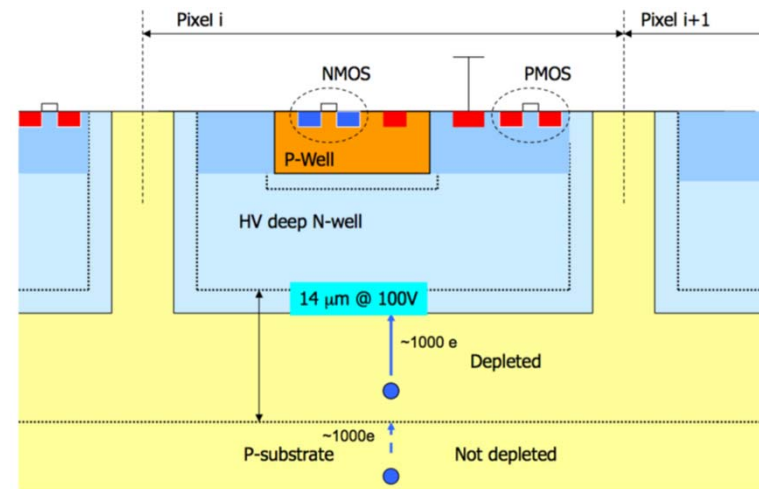 Pixel i
Pixel i+1
NMOS
PMOS
P-Well
HV deep N-well
14 μm @ 100V
~1000 e
Depleted
~1000e
P-substrate
Not depleted